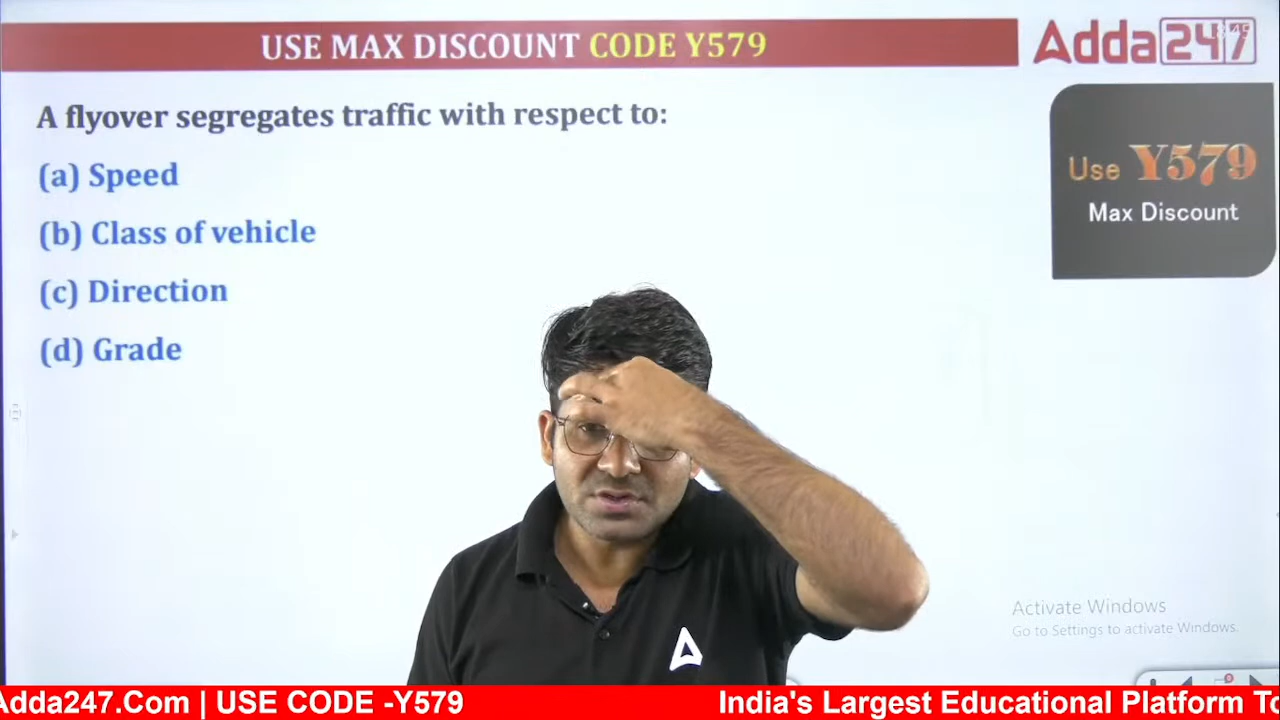 USE MAX DISCOUNT CODE Y579
Adda247
A flyover segregates traffic with respect to:
(a) Speed
(b) Class of vehicle
(c) Direction
(d) Grade
Use Y579
Max Discount
Activate Windows
Go to Settings to activate Windows.
Adda247.Com | USE CODE -Y579
India's Largest Educational Platform To